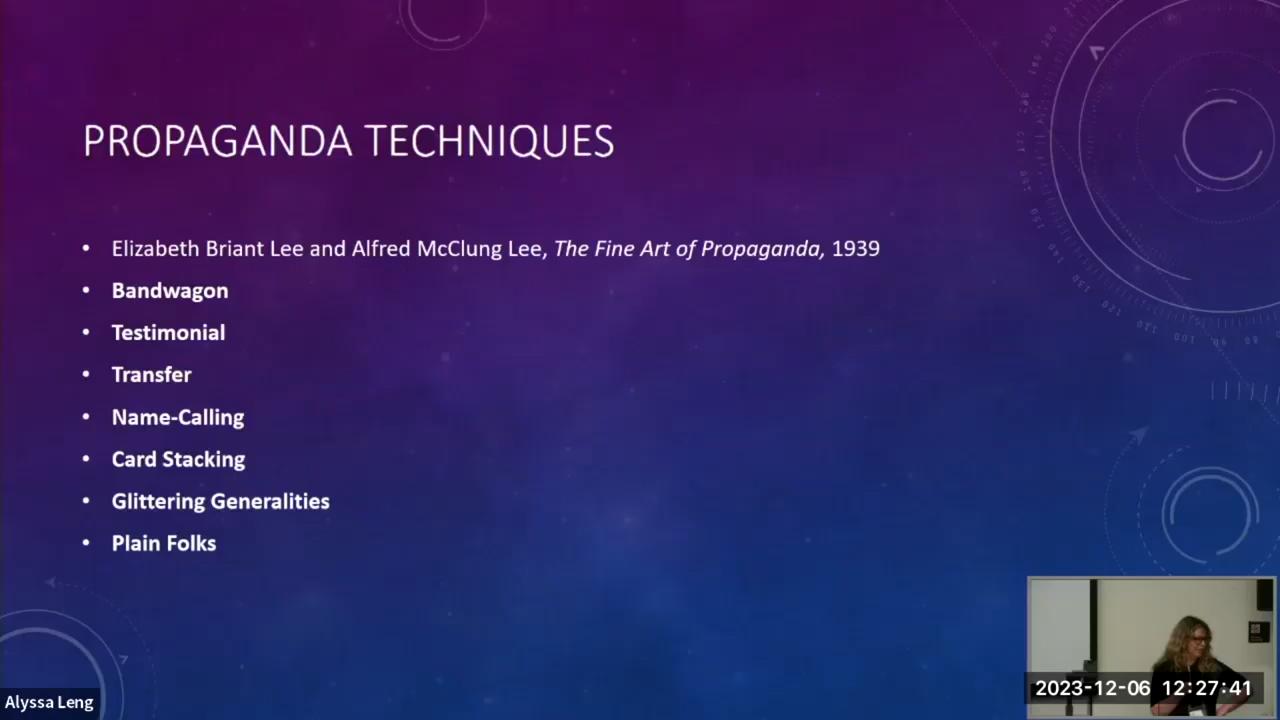 PROPAGANDA TECHNIQUES
• Elizabeth Briant Lee and Alfred McClung Lee, The Fine Art of Propaganda, 1939
• Bandwagon
• Testimonial
• Transfer
• Name-Calling
• Card Stacking
• Glittering Generalities
• Plain Folks
Alyssa Leng
2023-12-06 12:27:41